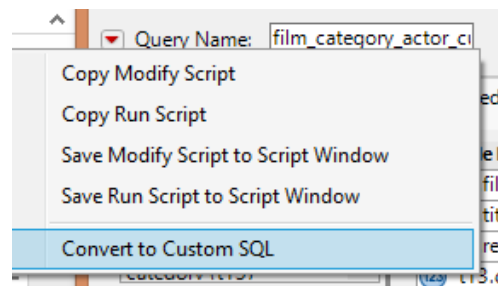 Query Name: film_category_actor_c
Copy Modify Script
Copy Run Script
Save Modify Script to Script Window
Save Run Script to Script Window
Convert to Custom SQL